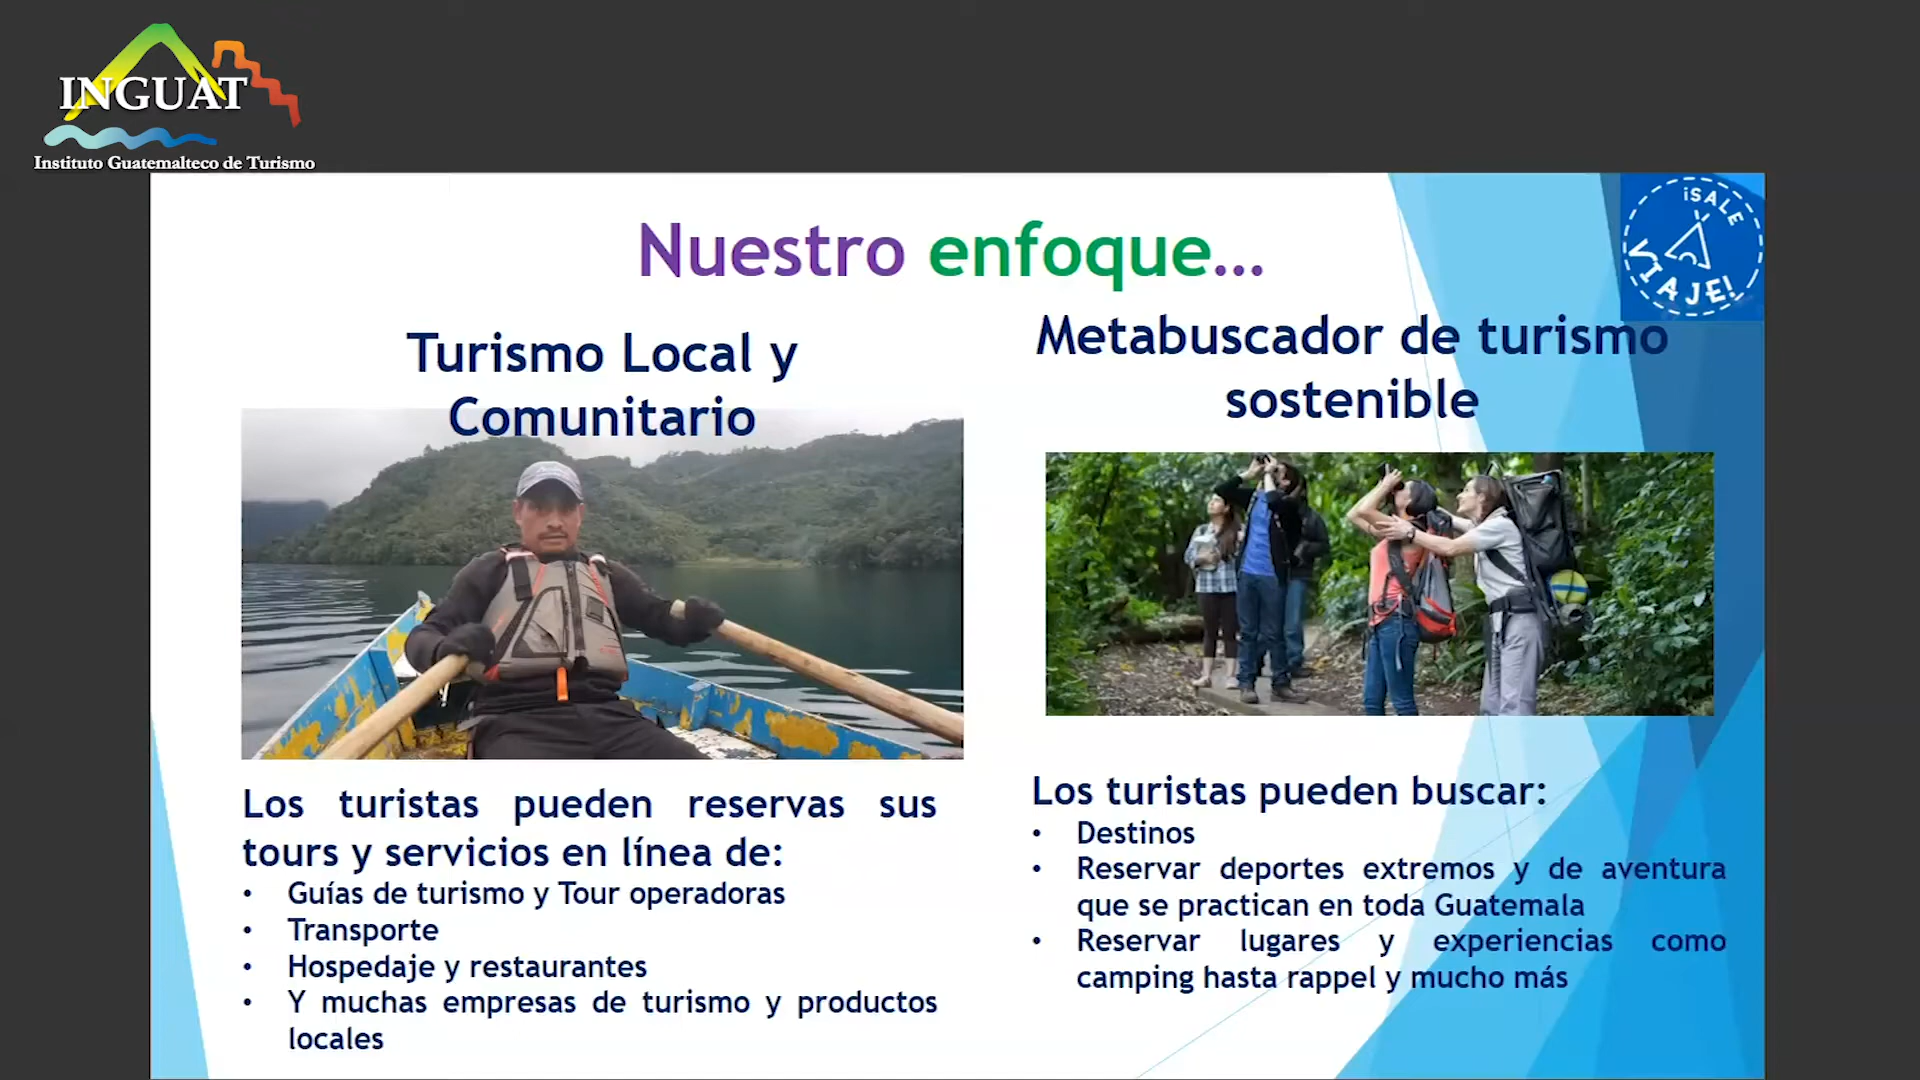 INGUAT
Instituto Guatemalteco de Turismo
¡SALE
VIAJE!
Nuestro enfoque...
Turismo Local y
Comunitario
Los turistas pueden reservas sus
tours y servicios en línea de:
• Guías de turismo y Tour operadoras
• Transporte
• Hospedaje y restaurantes
• Y muchas empresas de turismo y productos
locales
Metabuscador de turismo
sostenible
Los turistas pueden buscar:
• Destinos
• Reservar deportes extremos y de aventura
que se practican en toda Guatemala
• Reservar lugares y experiencias como
camping hasta rappel y mucho más